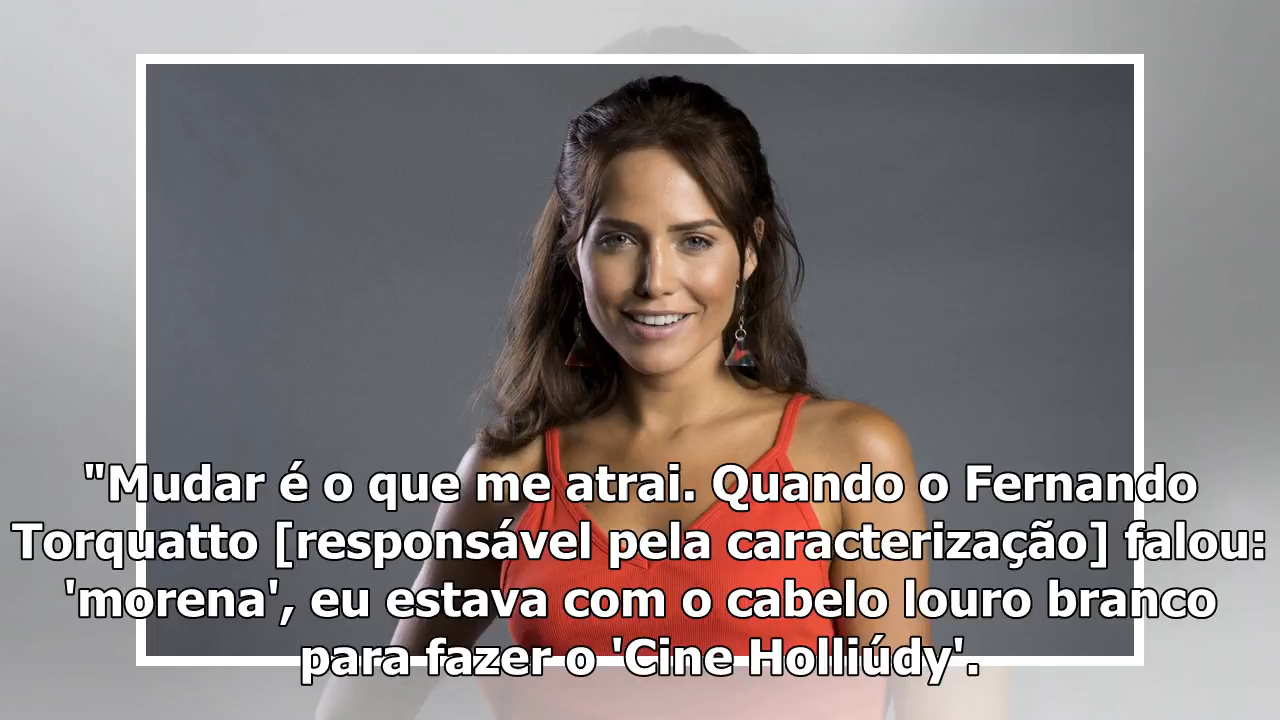 "Mudar é o que me atrai. Quando o Fernando
Torquatto [responsável pela caracterização] falou:
'morena', eu estava com o cabelo louro branco
para fazer o 'Cine Holliúdy'.